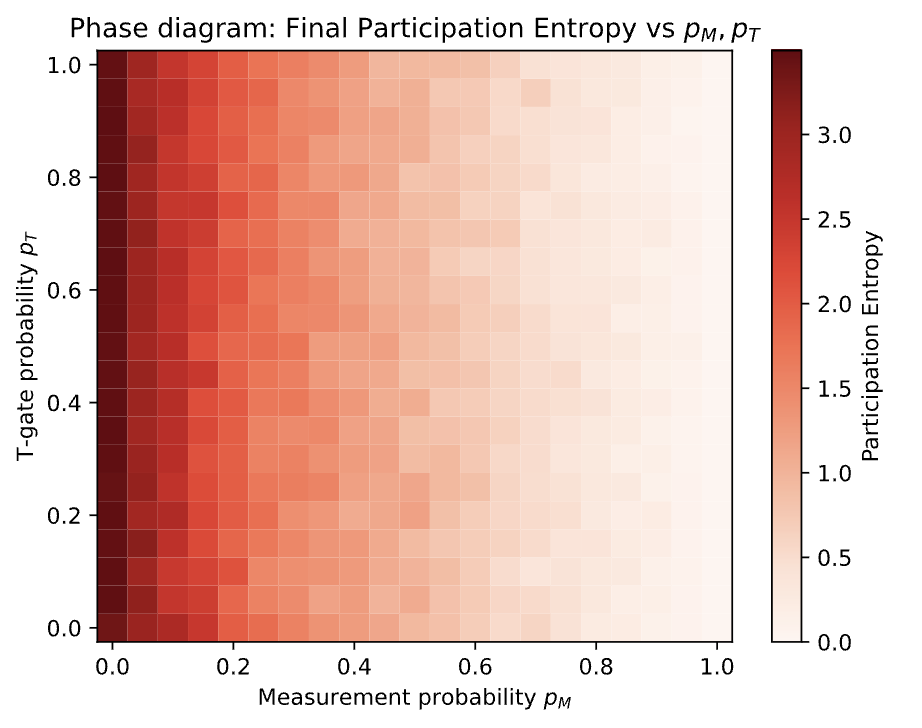 Phase diagram: Final Participation Entropy vs p_M, p_T
T-gate probability p_T
1.0
0.8
0.6
0.4
0.2
0.0
0.0 0.2 0.4 0.6 0.8 1.0
Measurement probability p_M
3.0
2.5
2.0
1.5
1.0
0.5
0.0
Participation Entropy